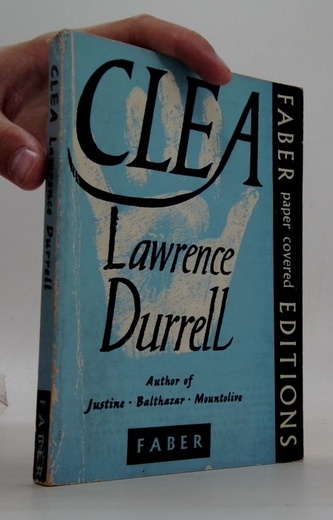 CLEA
Lawrence
Durrell
Author of
Justine · Balthazar · Mountolive
FABER
FABER paper covered EDITIONS
CLEA Lawrence Durrell
FABER